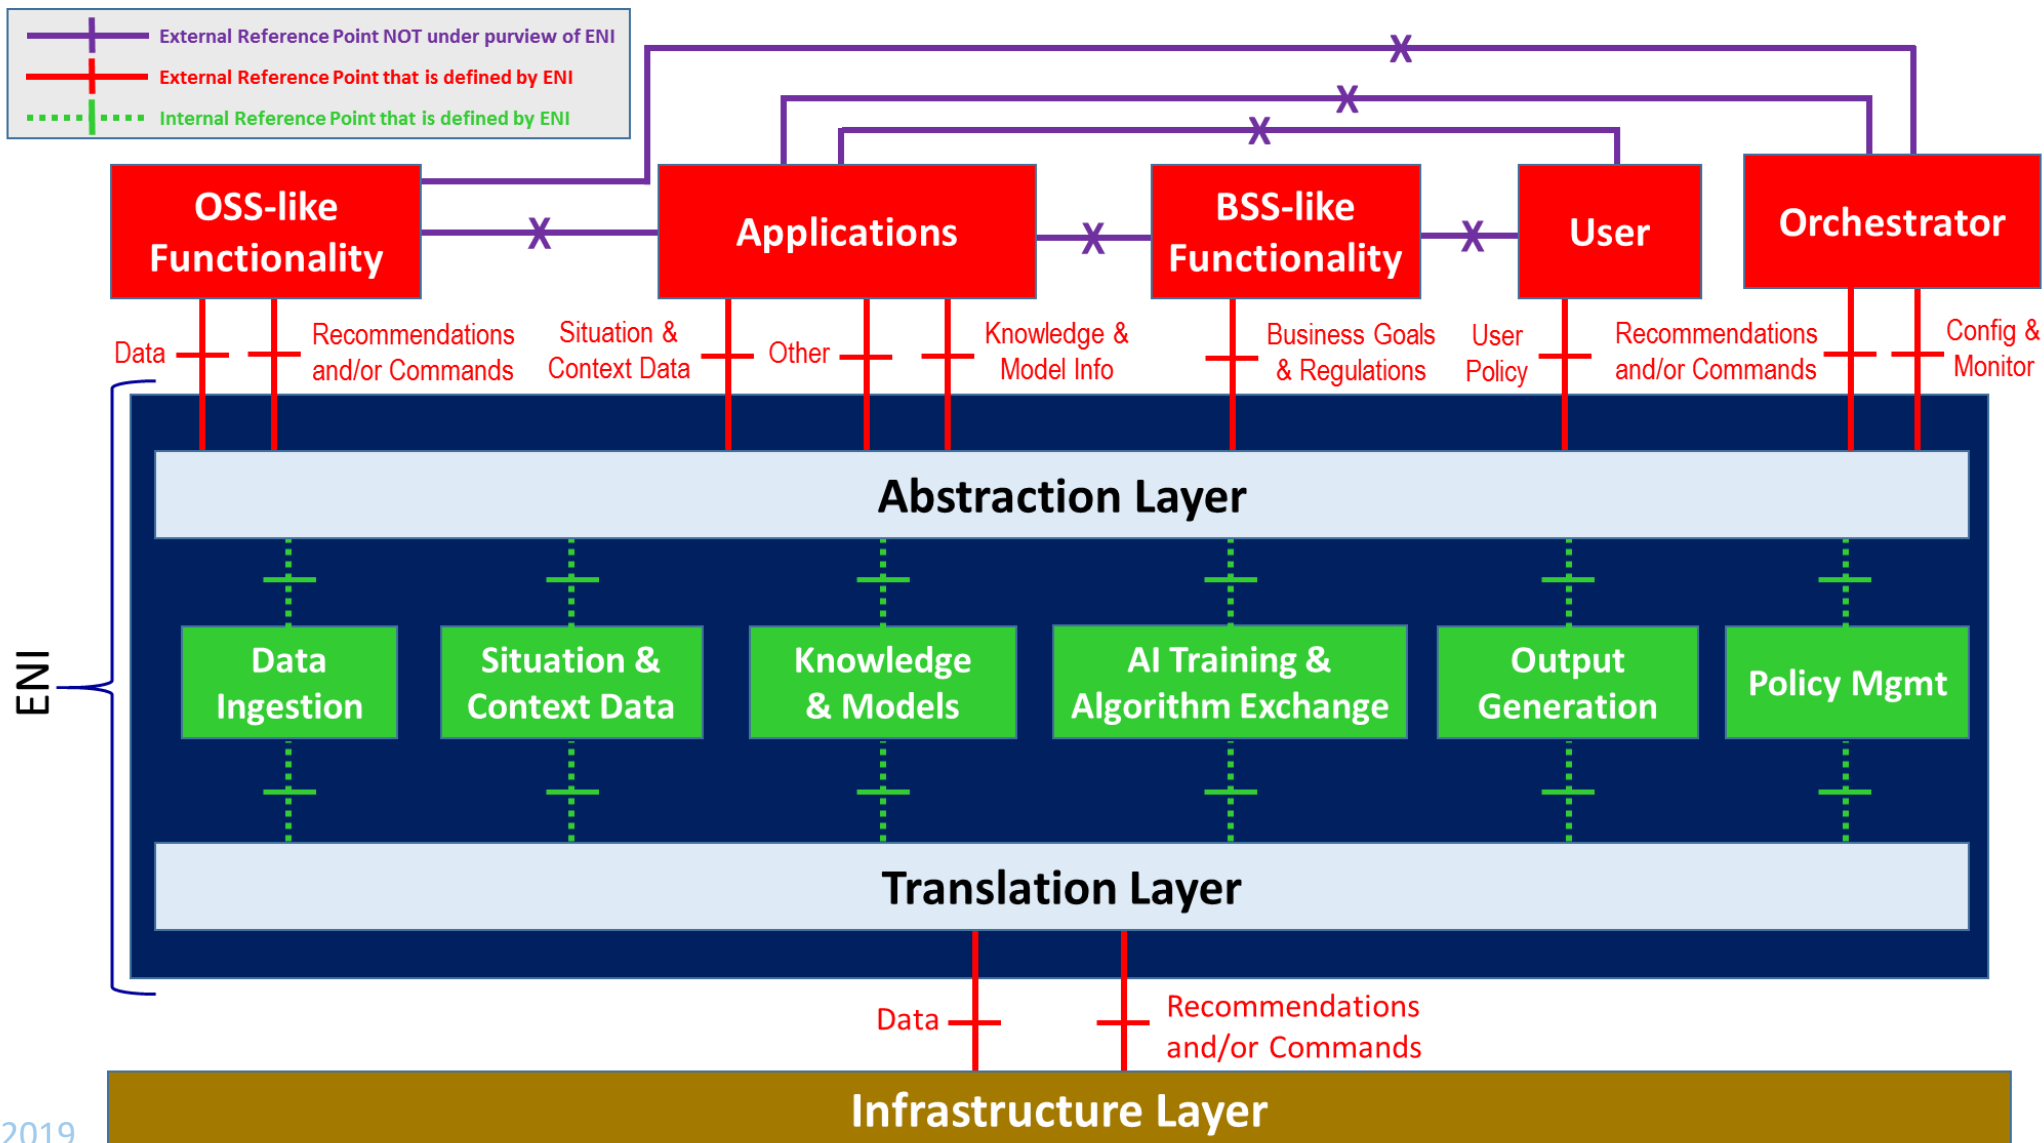 External Reference Point NOT under purview of ENI
External Reference Point that is defined by ENI
Internal Reference Point that is defined by ENI
X
X
X
OSS-like
Functionality
X
Applications
X
BSS-like
Functionality
X
User
Orchestrator
Data
Recommendations
and/or Commands
Situation &
Context Data
Other
Knowledge &
Model Info
Business Goals
& Regulations
User
Policy
Recommendations
and/or Commands
Config &
Monitor
ENI
Abstraction Layer
Data
Ingestion
Situation &
Context Data
Knowledge
& Models
AI Training &
Algorithm Exchange
Output
Generation
Policy Mgmt
Translation Layer
Data
Recommendations
and/or Commands
Infrastructure Layer
2019